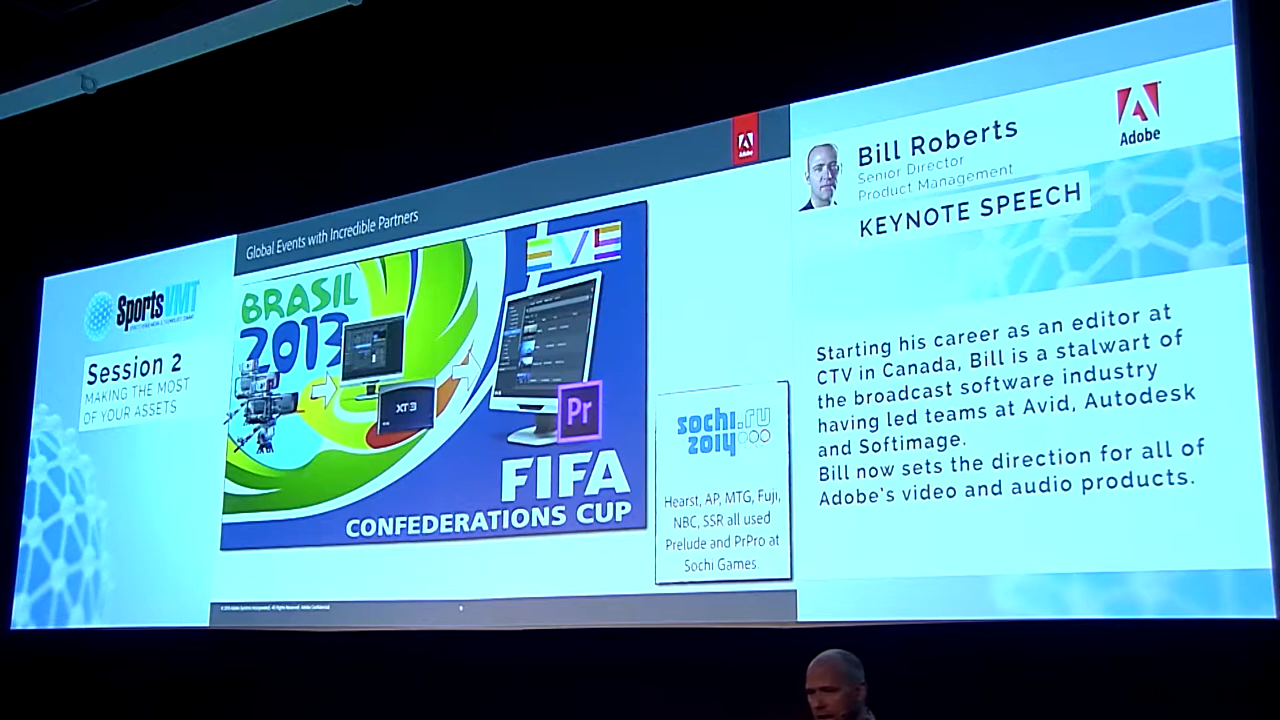 SportsVMT
Session 2
MAKING THE MOST
OF YOUR ASSETS
Global Events with Incredible Partners
Adobe
BRASIL
2013
EVS
XT3
Pr
FIFA
CONFEDERATIONS CUP
sochi.ru
2014
Hearst, AP, MTG, Fuji,
NBC, SSR all used
Prelude and PrPro at
Sochi Games
Bill Roberts
Senior Director
Product Management
KEYNOTE SPEECH
Adobe
Starting his career as an editor at
CTV in Canada, Bill is a stalwart of
the broadcast software industry
having led teams at Avid, Autodesk
and Softimage.
Bill now sets the direction for all of
Adobe's video and audio products.